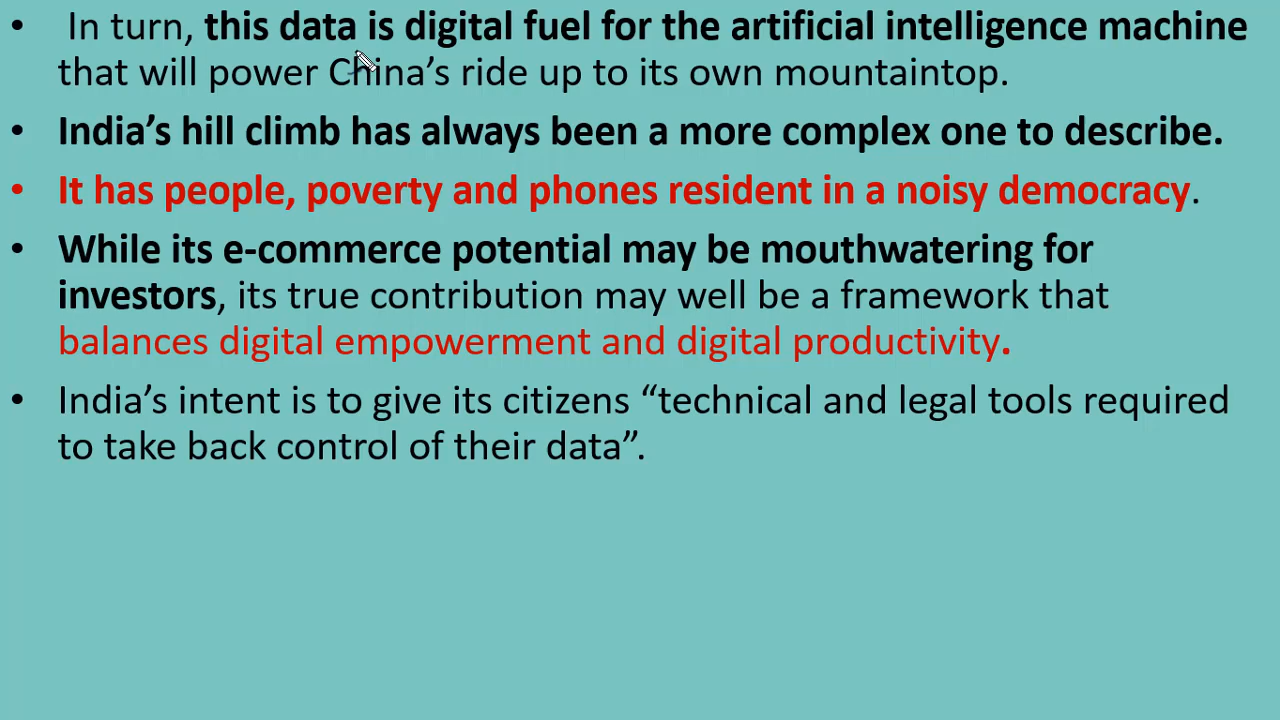 • In turn, this data is digital fuel for the artificial intelligence machine
that will power China’s ride up to its own mountaintop.
• India’s hill climb has always been a more complex one to describe.
• It has people, poverty and phones resident in a noisy democracy.
• While its e-commerce potential may be mouthwatering for
investors, its true contribution may well be a framework that
balances digital empowerment and digital productivity.
• India’s intent is to give its citizens “technical and legal tools required
to take back control of their data”.